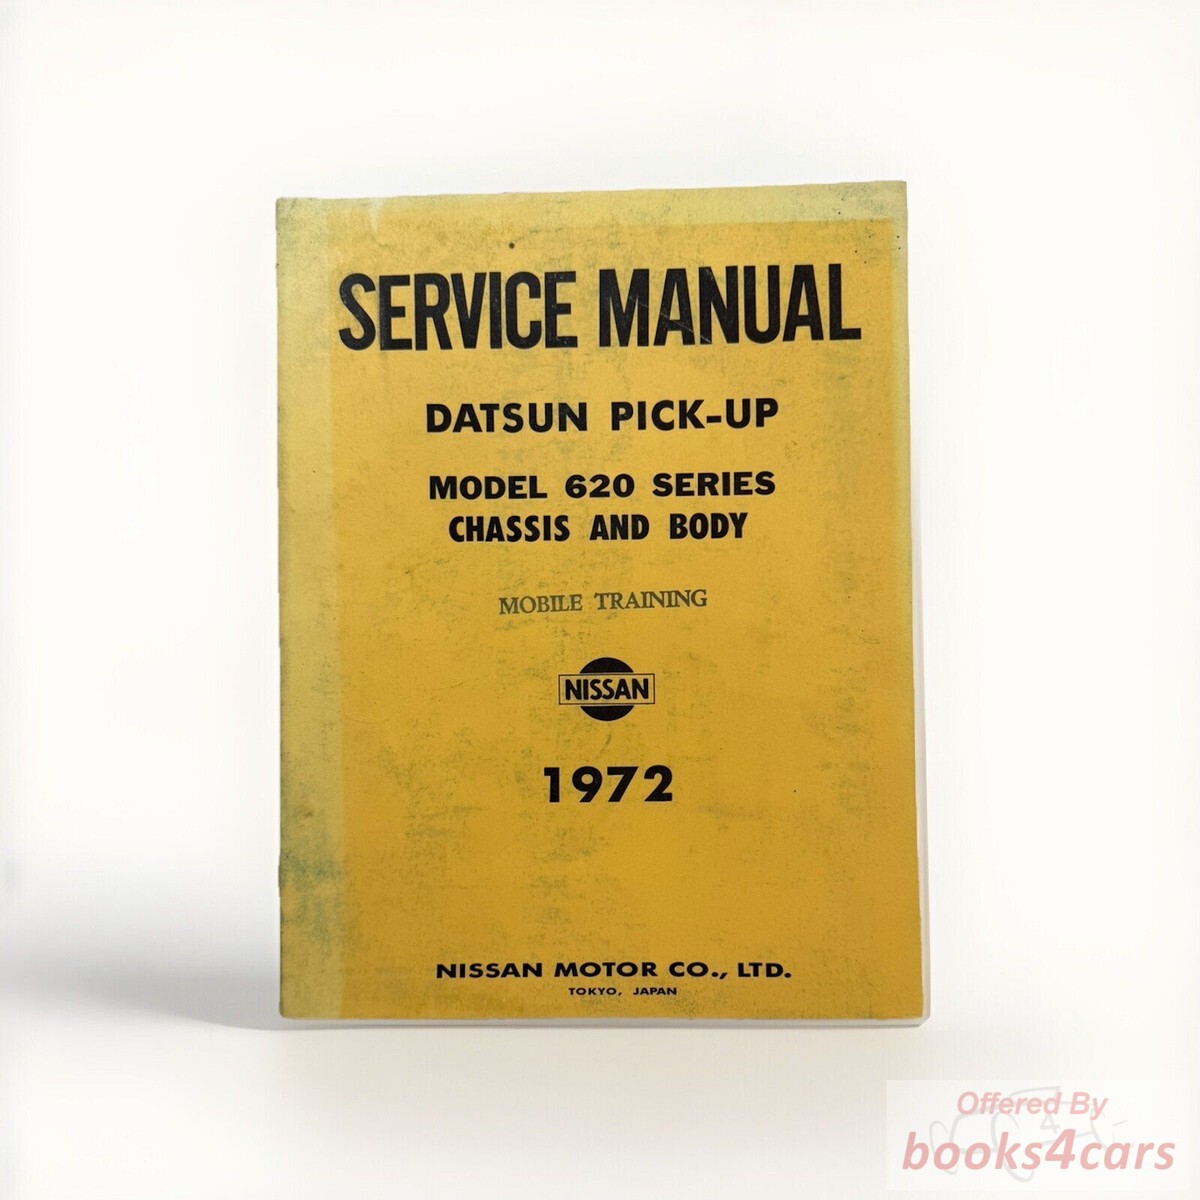 SERVICE MANUAL
DATSUN PICK-UP
MODEL 620 SERIES
CHASSIS AND BODY
MOBILE TRAINING
NISSAN
1972
NISSAN MOTOR CO., LTD.
TOKYO, JAPAN
Offered By
books4cars